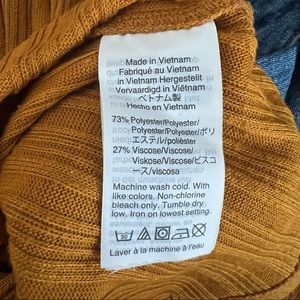 Made in Vietnam
Fabriqué au Vietnam
In Vietnam Hergestellt
Vervaardigd in Viëtnam
ベトナム製
Hecho en Vietnam
73% Polyester/Polyester/
Polyester/Polyester/ポリ
エステル/poliéster
27% Viscose/Viscose/
Viskose/Viscose/ビスコ
ース/viscosa
Machine wash cold. With
like colors. Non-chlorine
bleach only. Tumble dry
low. Iron on lowest setting.
30
Laver à la machine à l'eau